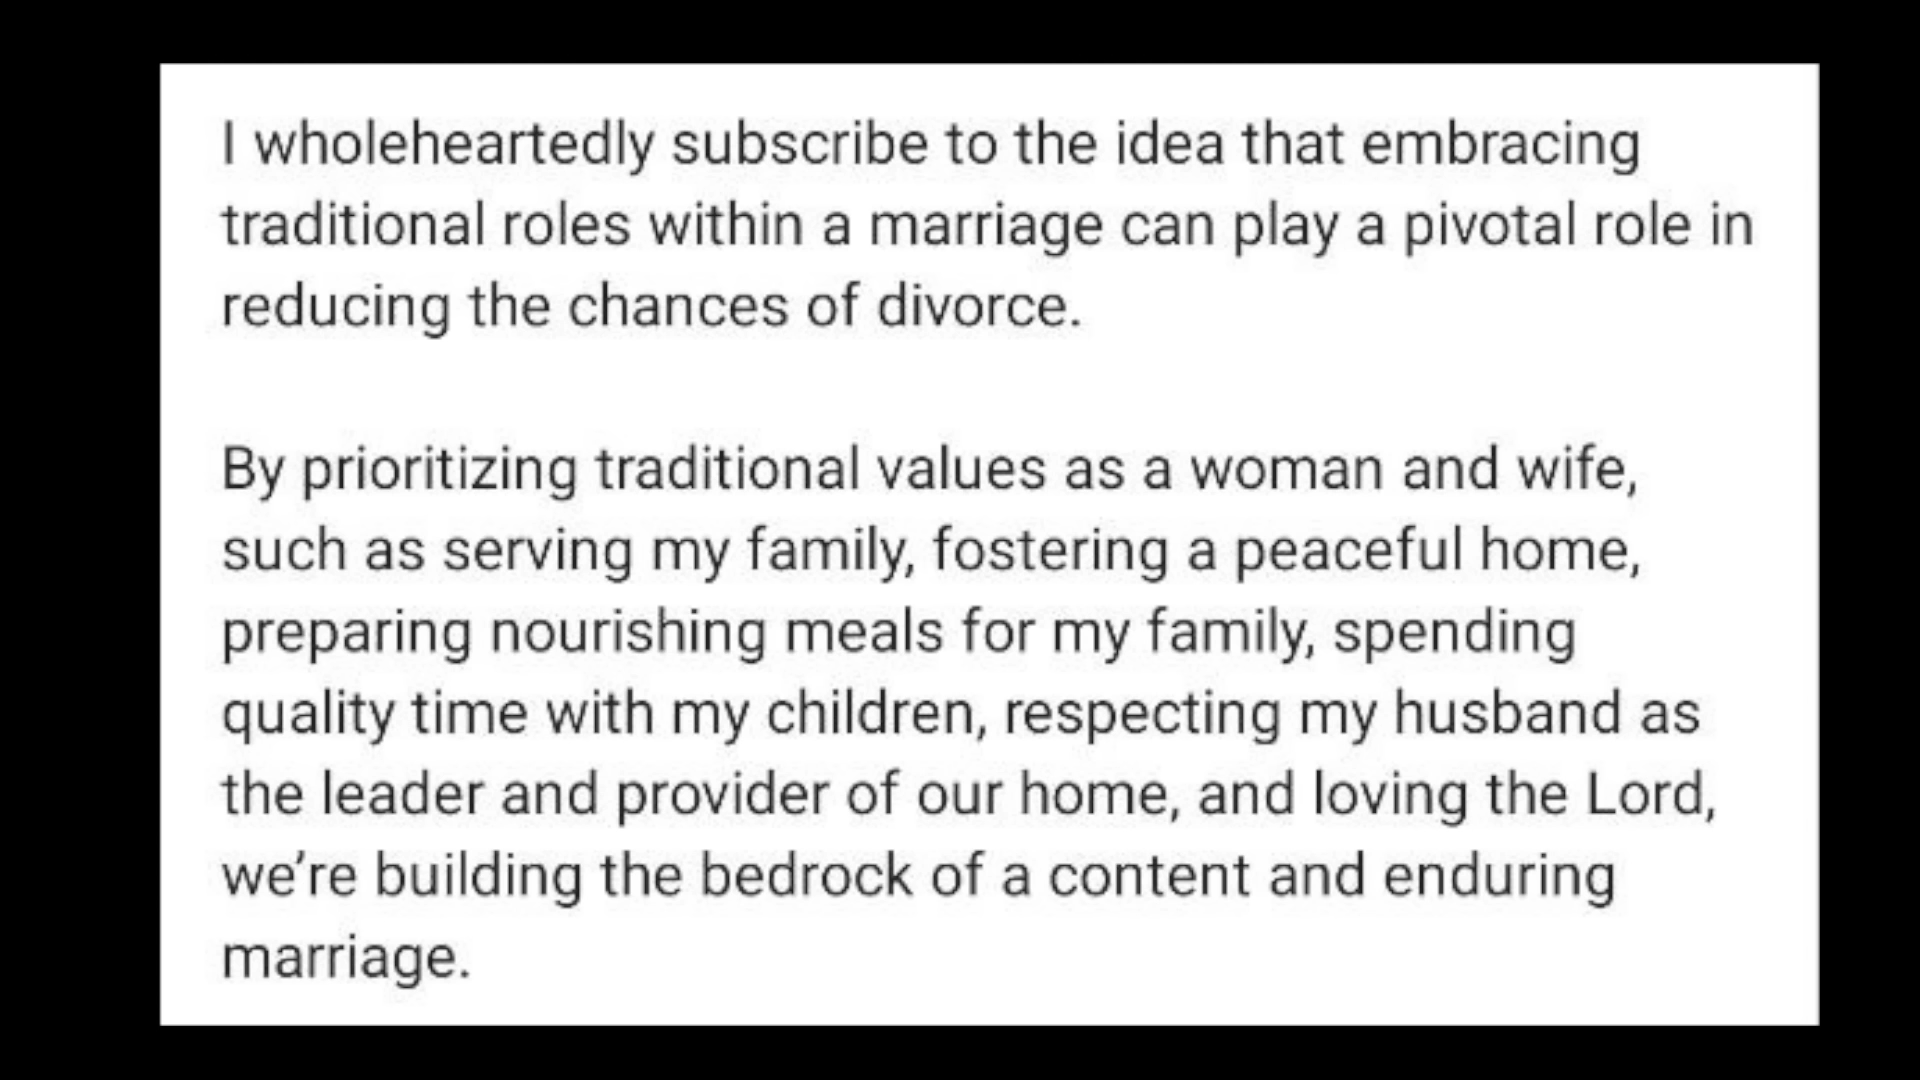 I wholeheartedly subscribe to the idea that embracing
traditional roles within a marriage can play a pivotal role in
reducing the chances of divorce.
By prioritizing traditional values as a woman and wife,
such as serving my family, fostering a peaceful home,
preparing nourishing meals for my family, spending
quality time with my children, respecting my husband as
the leader and provider of our home, and loving the Lord,
we’re building the bedrock of a content and enduring
marriage.